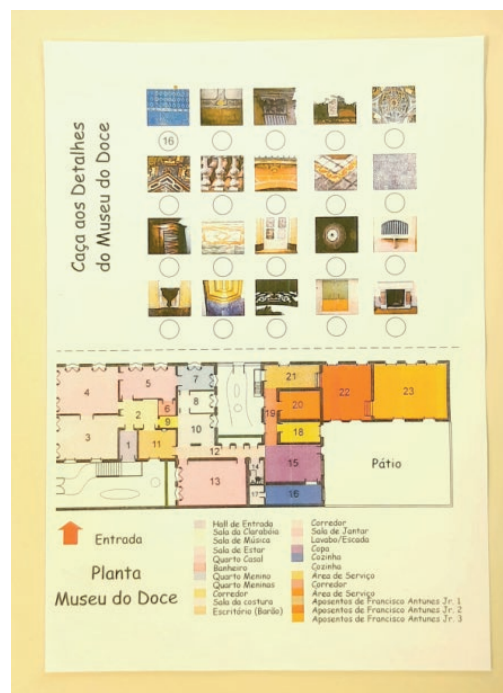 Caça aos Detalhes
do Museu do Doce
16
4
5
7
8
6
2
9
10
3
1
11
12
13
19
21
20
18
22
23
15
16
17
Pátio
Entrada
Planta
Museu do Doce
Hall de Entrada
Sala da Clarabóia
Sala de Música
Sala de Estar
Quarto Casal
Banheiro
Quarto Menino
Quarto Meninas
Corredor
Sala da costura
Escritório (Barão)
Corredor
Sala de Jantar
Lavabo/Escada
Copa
Cozinha
Cozinha
Área de Serviço
Corredor
Área de Serviço
Aposentos de Francisco Antunes Jr. 1
Aposentos de Francisco Antunes Jr. 2
Aposentos de Francisco Antunes Jr. 3